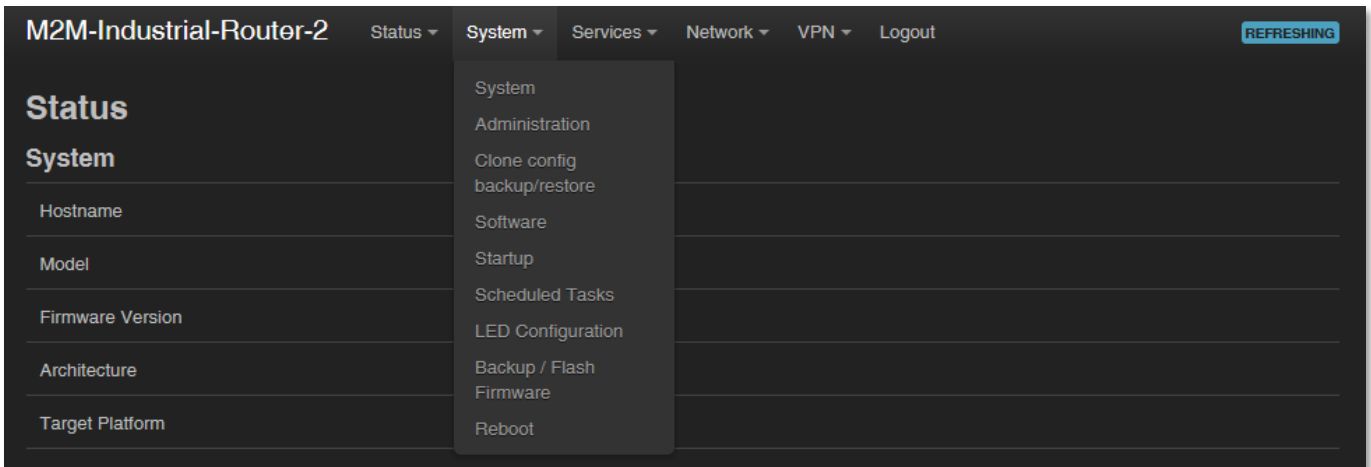 M2M-Industrial-Router-2 Status System Services Network VPN Logout REFRESHING
System
Administration
Clone config
backup/restore
Software
Startup
Scheduled Tasks
LED Configuration
Backup / Flash
Firmware
Reboot
Status
System
Hostname
Model
Firmware Version
Architecture
Target Platform